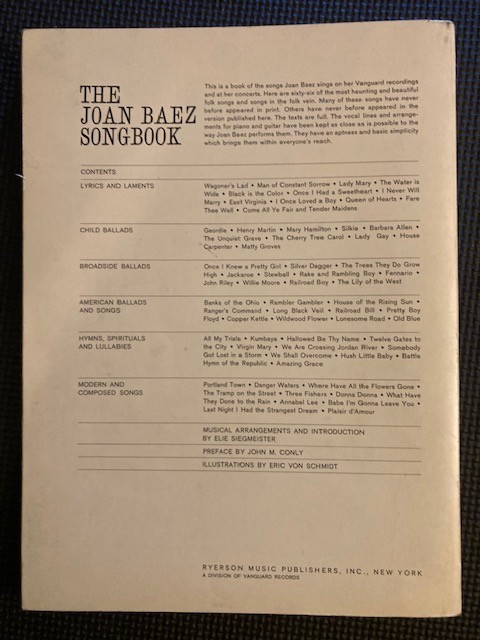 THE
JOAN BAEZ
SONGBOOK
This is a book of the songs Joan Baez sings on her Vanguard recordings
and at her concerts. Here are sixty-six of the most haunting and beautiful
folk songs and songs in the folk vein. Many of these songs have never
before appeared in print. Others have never before appeared in the
version published here. The texts are full. The vocal lines and arrange-
ments for piano and guitar have been kept as close as is possible to the
way Joan Baez performs them. They have an aptness and basic simplicity
which brings them within everyone's reach.
CONTENTS
LYRICS AND LAMENTS
Wagoner's Lad • Man of Constant Sorrow • Lady Mary • The Water is
Wide • Black is the Color • Once I Had a Sweetheart • I Never Will
Marry • East Virginia • I Once Loved a Boy • Queen of Hearts • Fare
Thee Well • Come All Ye Fair and Tender Maidens
CHILD BALLADS
Geordie • Henry Martin • Mary Hamilton • Silkie • Barbara Allen •
The Unquiet Grave • The Cherry Tree Carol • Lady Gay • House
Carpenter • Matty Groves
BROADSIDE BALLADS
Once I Knew a Pretty Girl • Silver Dagger • The Trees They Do Grow
High • Jackaroe • Stewball • Rake and Rambling Boy • Fennario •
John Riley • Willie Moore • Railroad Boy • The Lily of the West
AMERICAN BALLADS
AND SONGS
Banks of the Ohio • Rambler Gambler • House of the Rising Sun •
Ranger's Command • Long Black Veil • Railroad Bill • Pretty Boy
Floyd • Copper Kettle • Wildwood Flower • Lonesome Road • Old Blue
HYMNS, SPIRITUALS
AND LULLABIES
All My Trials • Kumbaya • Hallowed Be Thy Name • Twelve Gates to
the City • Virgin Mary • We Are Crossing Jordan River • Somebody
Got Lost in a Storm • We Shall Overcome • Hush Little Baby • Battle
Hymn of the Republic • Amazing Grace
MODERN AND
COMPOSED SONGS
Portland Town • Danger Waters • Where Have All the Flowers Gone •
The Tramp on the Street • Three Fishers • Donna Donna • What Have
They Done to the Rain • Annabel Lee • Babe I'm Gonna Leave You •
Last Night I Had the Strangest Dream • Plaisir d'Amour
MUSICAL ARRANGEMENTS AND INTRODUCTION
BY ELIE SIEGMEISTER
PREFACE BY JOHN M. CONLY
ILLUSTRATIONS BY ERIC VON SCHMIDT
RYERSON MUSIC PUBLISHERS, INC., NEW YORK
A DIVISION OF VANGUARD RECORDS